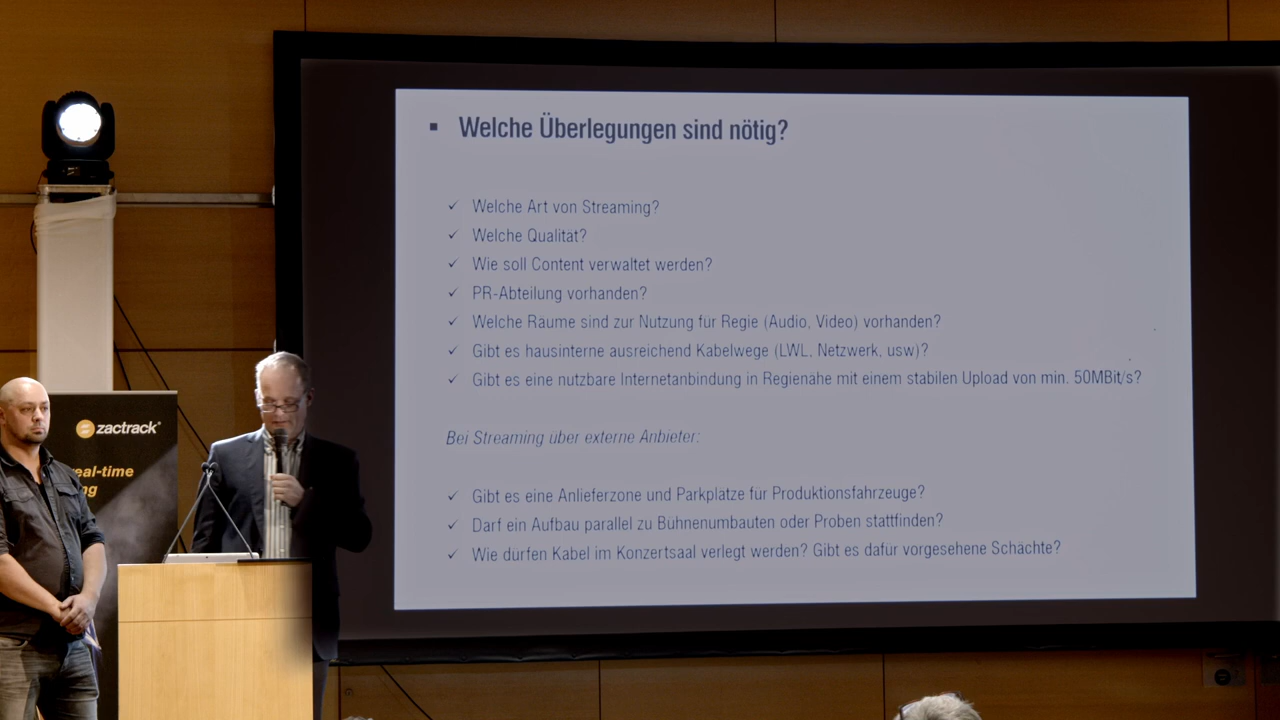 Welche Überlegungen sind nötig?
Welche Art von Streaming?
Welche Qualität?
Wie soll Content verwaltet werden?
PR-Abteilung vorhanden?
Welche Räume sind zur Nutzung für Regie (Audio, Video) vorhanden?
Gibt es hausinterne ausreichend Kabelwege (LWL, Netzwerk, usw)?
Gibt es eine nutzbare Internetanbindung in Regienähe mit einem stabilen Upload von min. 50MBit/s?
Bei Streaming über externe Anbieter:
Gibt es eine Anlieferzone und Parkplätze für Produktionsfahrzeuge?
Darf ein Aufbau parallel zu Bühnenumbauten oder Proben stattfinden?
Wie dürfen Kabel im Konzertsaal verlegt werden? Gibt es dafür vorgesehene Schächte?
zactrack®
eal-time
ng